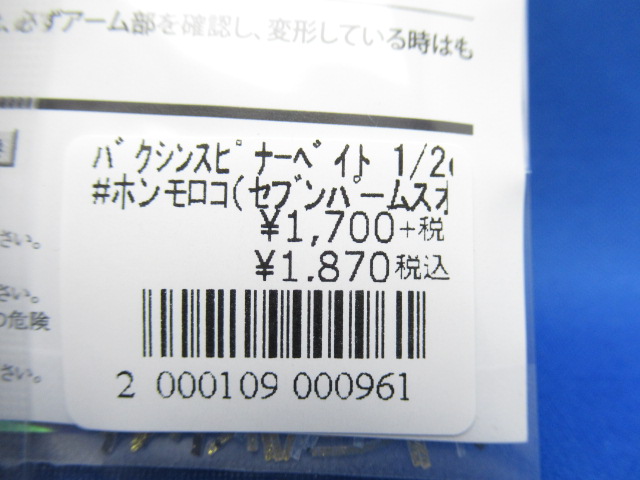 必ずアーム部を確認し、変形している時はも
バクシンスピナーベイト 1/2
#ホンモロコ(セブンパームスオ
¥1,700+税
¥1.870税込
さい。
さい。
の危険
さい。
2 000109 000961